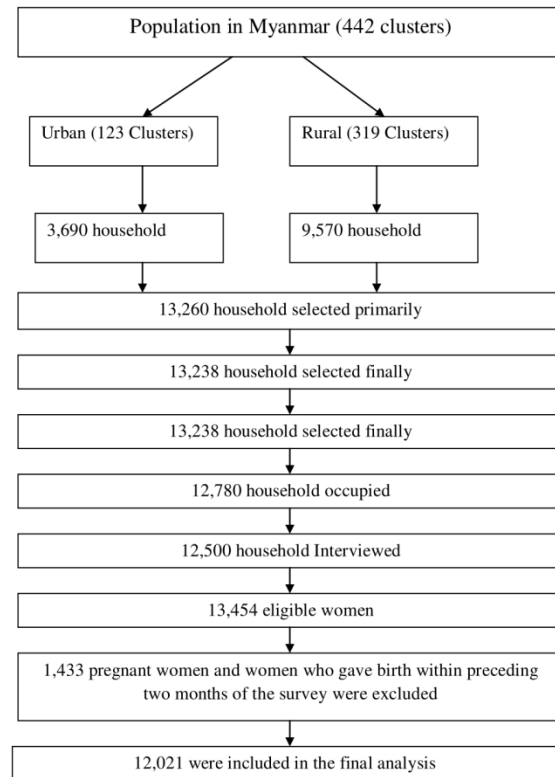 Population in Myanmar (442 clusters)
Urban (123 Clusters)
Rural (319 Clusters)
3,690 household
9,570 household
13,260 household selected primarily
13,238 household selected finally
13,238 household selected finally
12,780 household occupied
12,500 household Interviewed
13,454 eligible women
1,433 pregnant women and women who gave birth within preceding
two months of the survey were excluded
12,021 were included in the final analysis